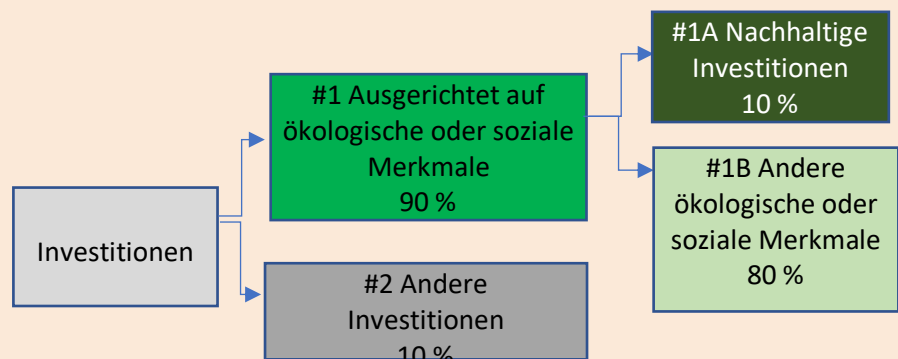 Investitionen
#1 Ausgerichtet auf
ökologische oder soziale
Merkmale
90 %
#2 Andere
Investitionen
10 %
#1A Nachhaltige
Investitionen
10 %
#1B Andere
ökologische oder
soziale Merkmale
80 %